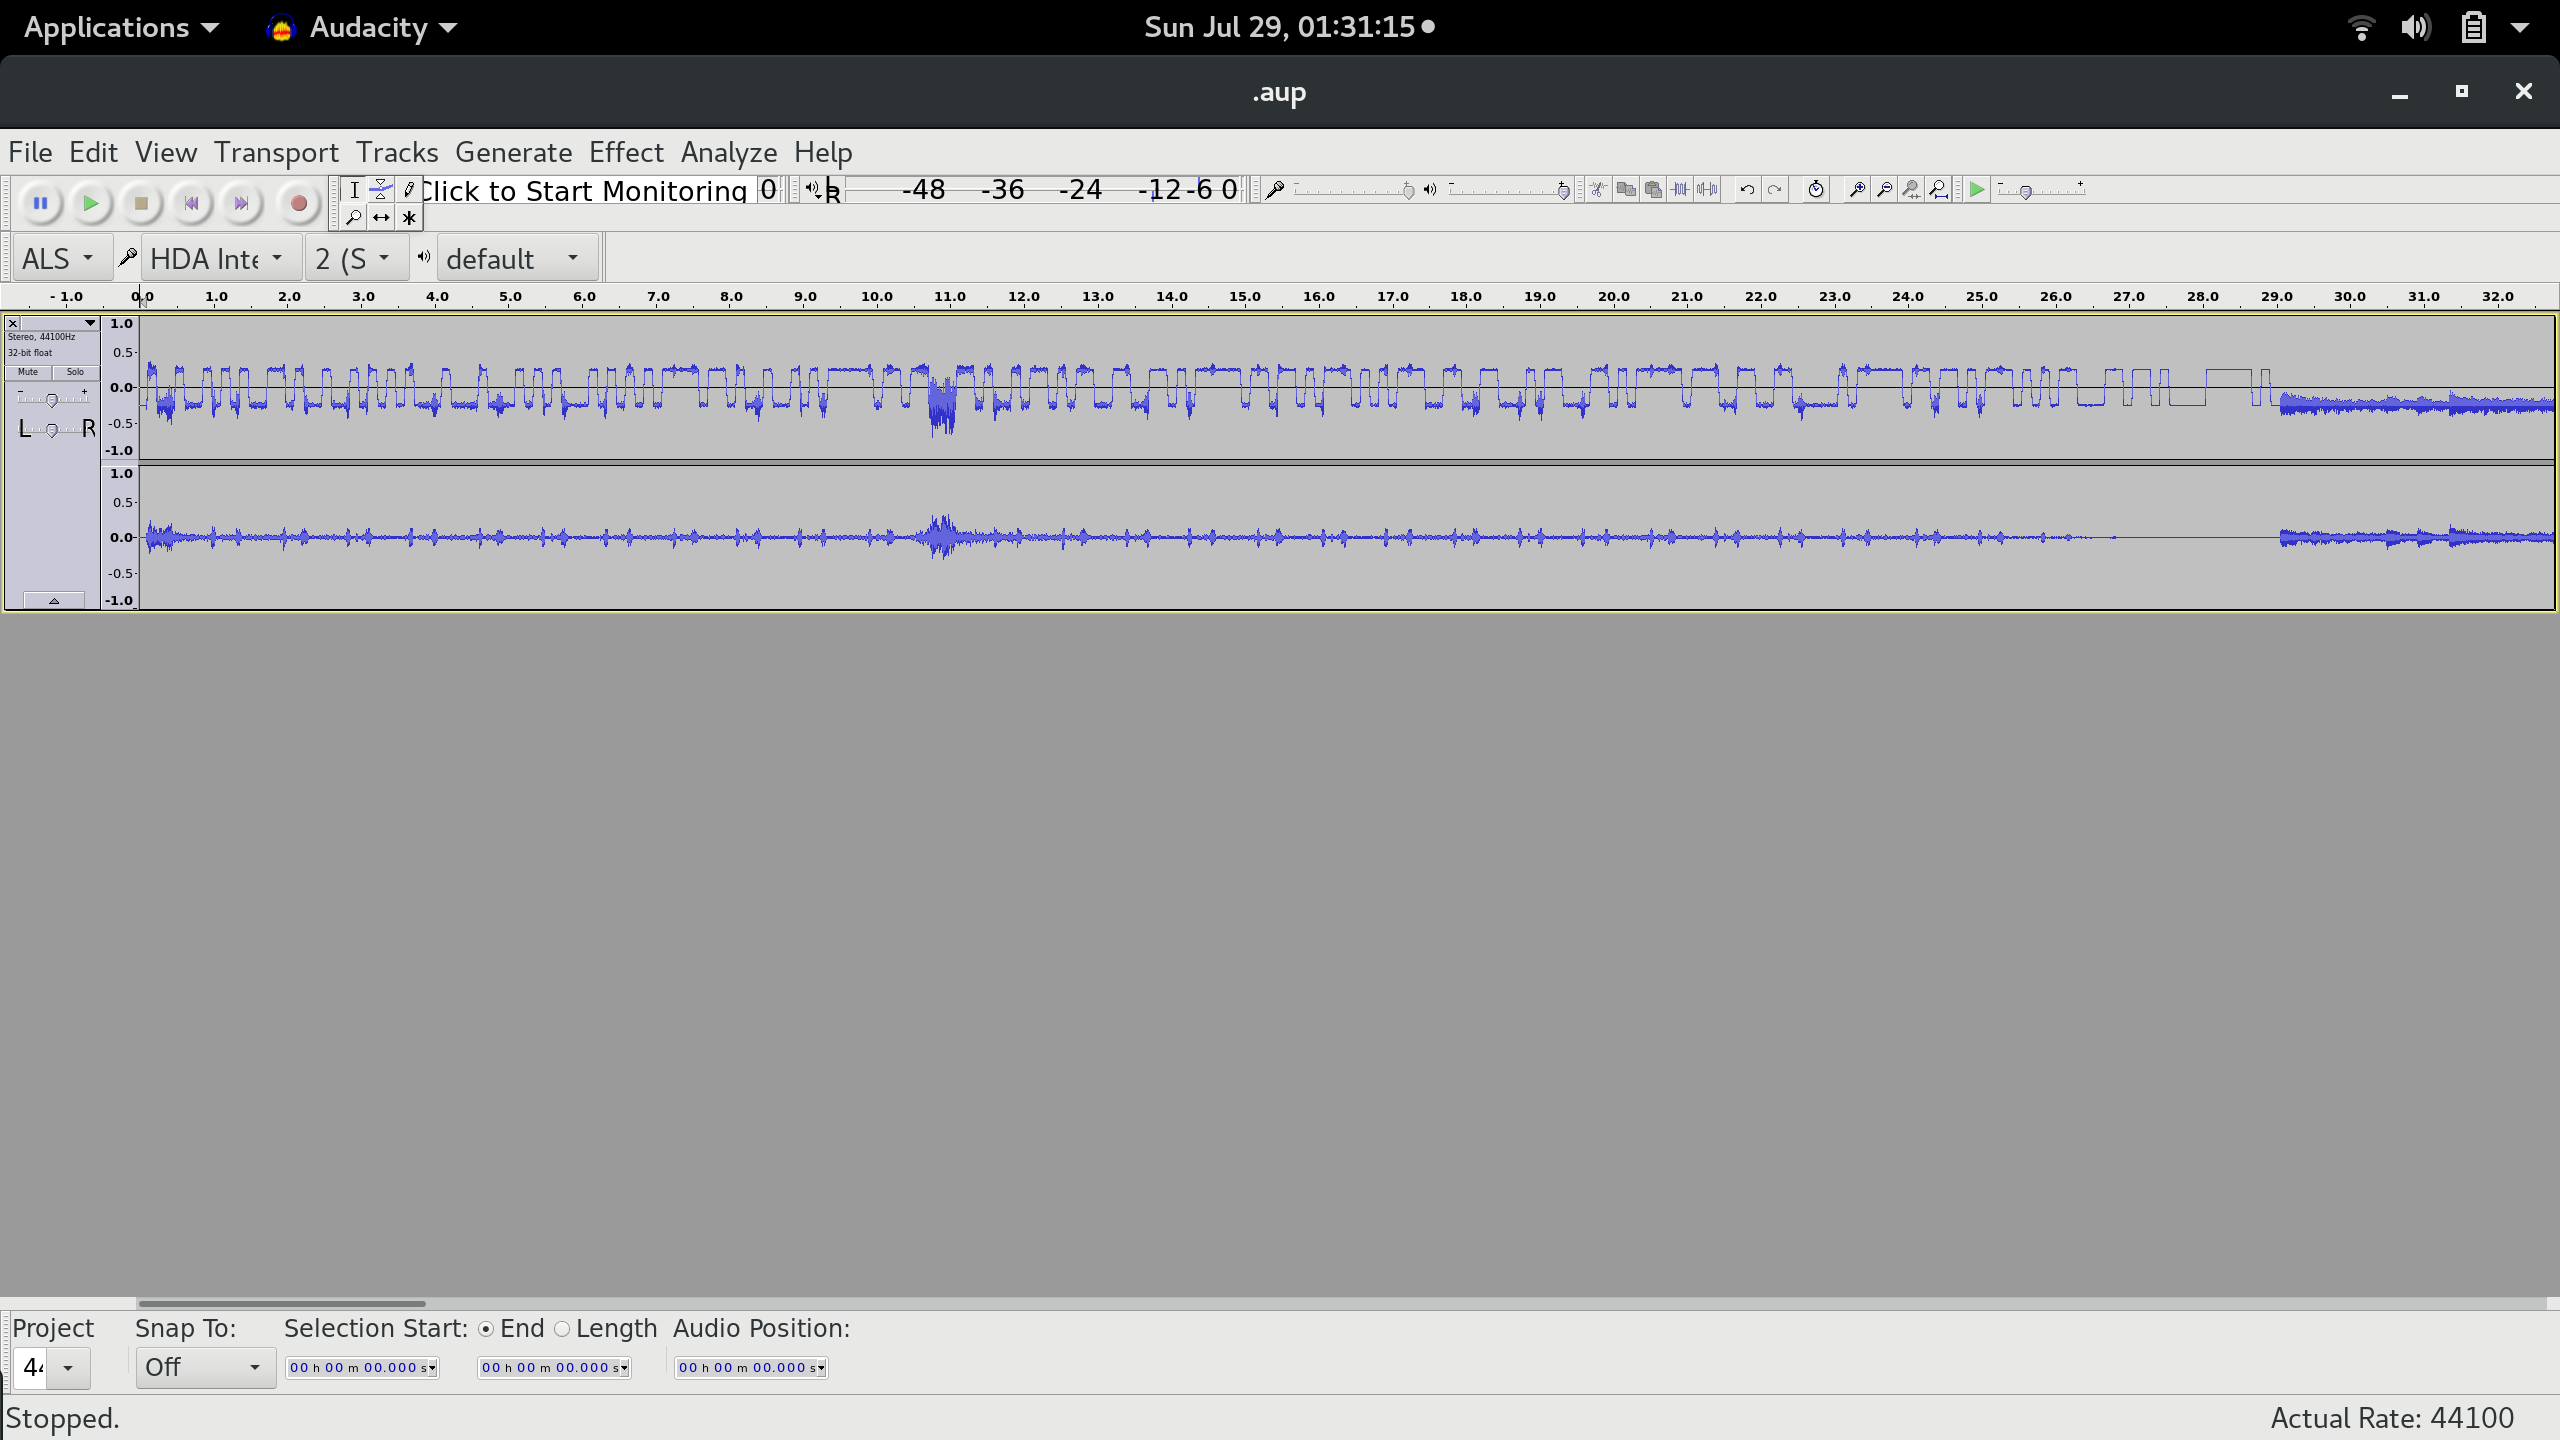 Applications Audacity Sun Jul 29, 01:31:15
.aup
File Edit View Transport Tracks Generate Effect Analyze Help
Click to Start Monitoring 0 R -48 -36 -24 -12 -6 0
ALS HDA Inte 2 (S default
- 1.0 0.0 1.0 2.0 3.0 4.0 5.0 6.0 7.0 8.0 9.0 10.0 11.0 12.0 13.0 14.0 15.0 16.0 17.0 18.0 19.0 20.0 21.0 22.0 23.0 24.0 25.0 26.0 27.0 28.0 29.0 30.0 31.0 32.0
Stereo, 44100Hz
32-bit float
Mute Solo
- +
L R
1.0
0.5
0.0
-0.5
-1.0
1.0
0.5
0.0
-0.5
-1.0
Project Snap To: Selection Start: End Length Audio Position:
44 Off 00 h 00 m 00.000 s 00 h 00 m 00.000 s 00 h 00 m 00.000 s
Stopped. Actual Rate: 44100